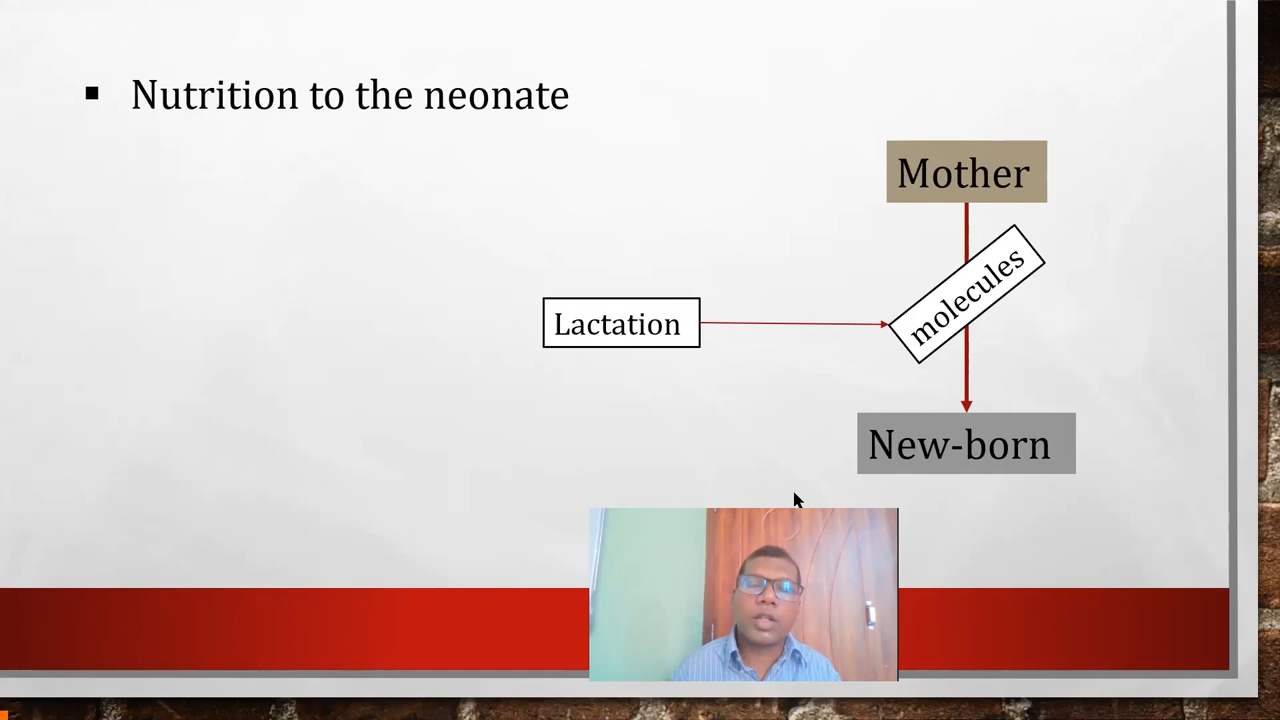 ▪ Nutrition to the neonate
Mother
molecules
Lactation
New-born